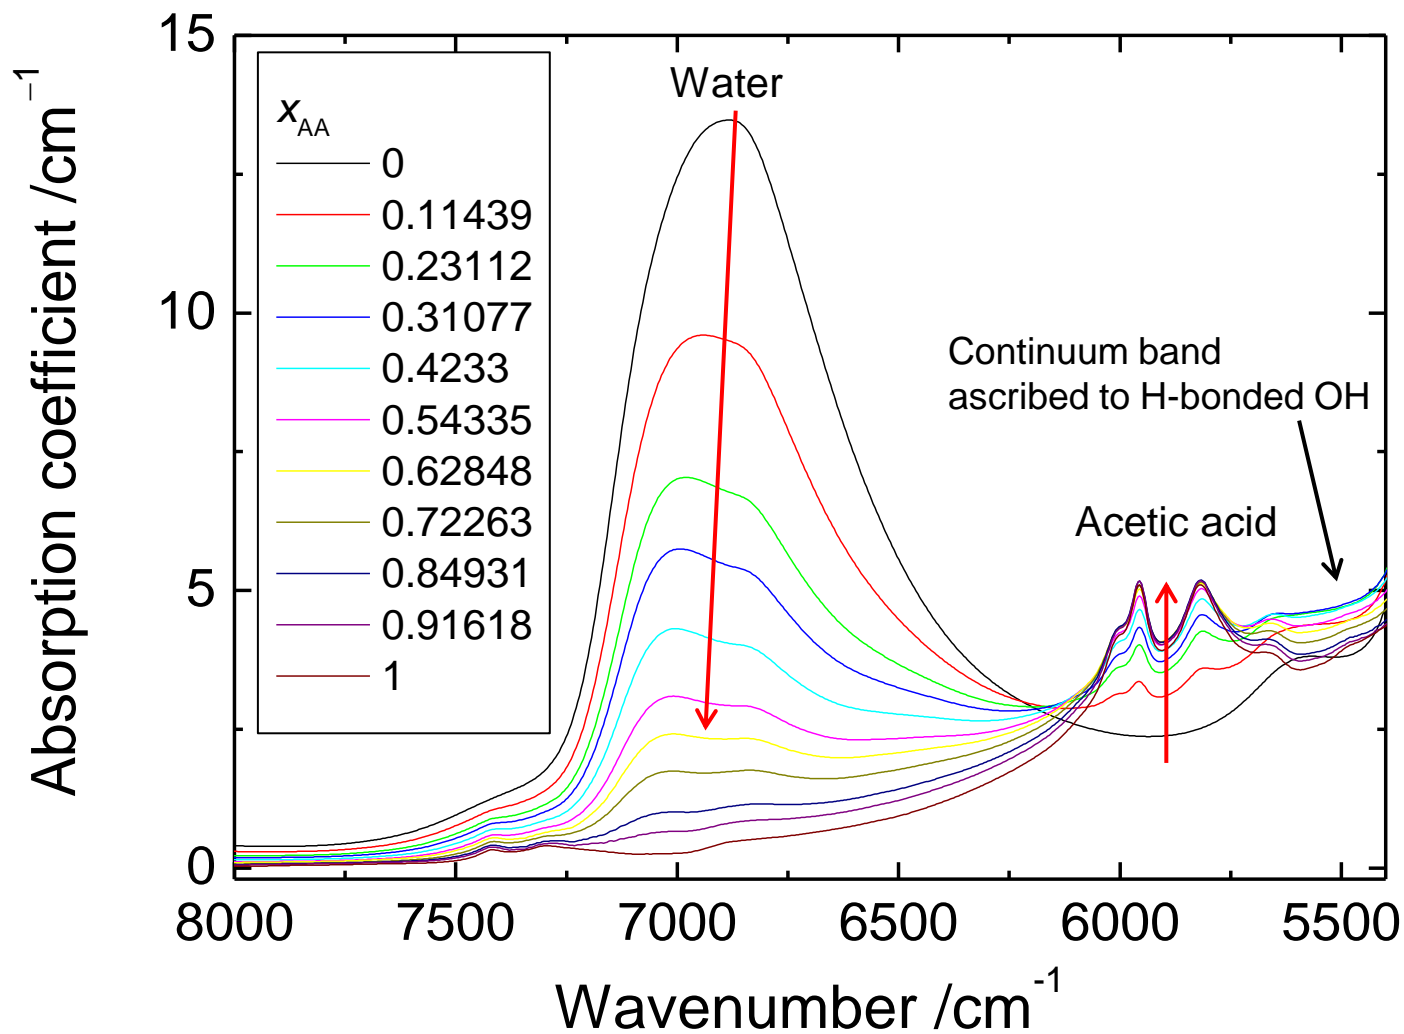 15
10
5
0
Absorption coefficient /cm⁻¹
x_AA
0
0.11439
0.23112
0.31077
0.4233
0.54335
0.62848
0.72263
0.84931
0.91618
1
Water
Continuum band
ascribed to H-bonded OH
Acetic acid
8000 7500 7000 6500 6000 5500
Wavenumber /cm⁻¹